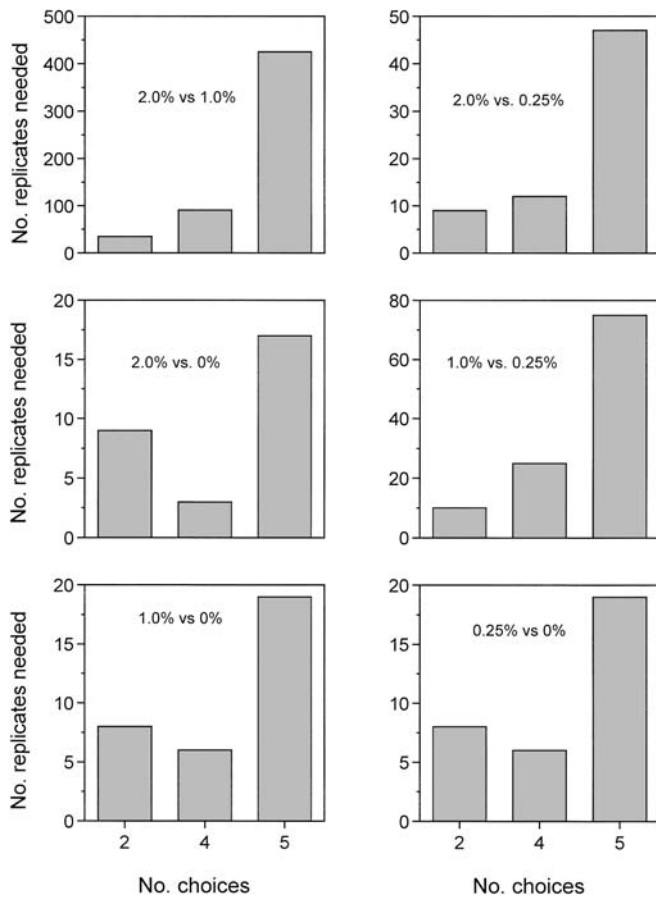 No. replicates needed
500
400
300
200
100
0
2.0% vs 1.0%
50
40
30
20
10
0
2.0% vs. 0.25%
No. replicates needed
20
15
10
5
0
2.0% vs. 0%
80
60
40
20
0
1.0% vs. 0.25%
No. replicates needed
20
15
10
5
0
1.0% vs 0%
2 4 5
No. choices
20
15
10
5
0
0.25% vs 0%
2 4 5
No. choices